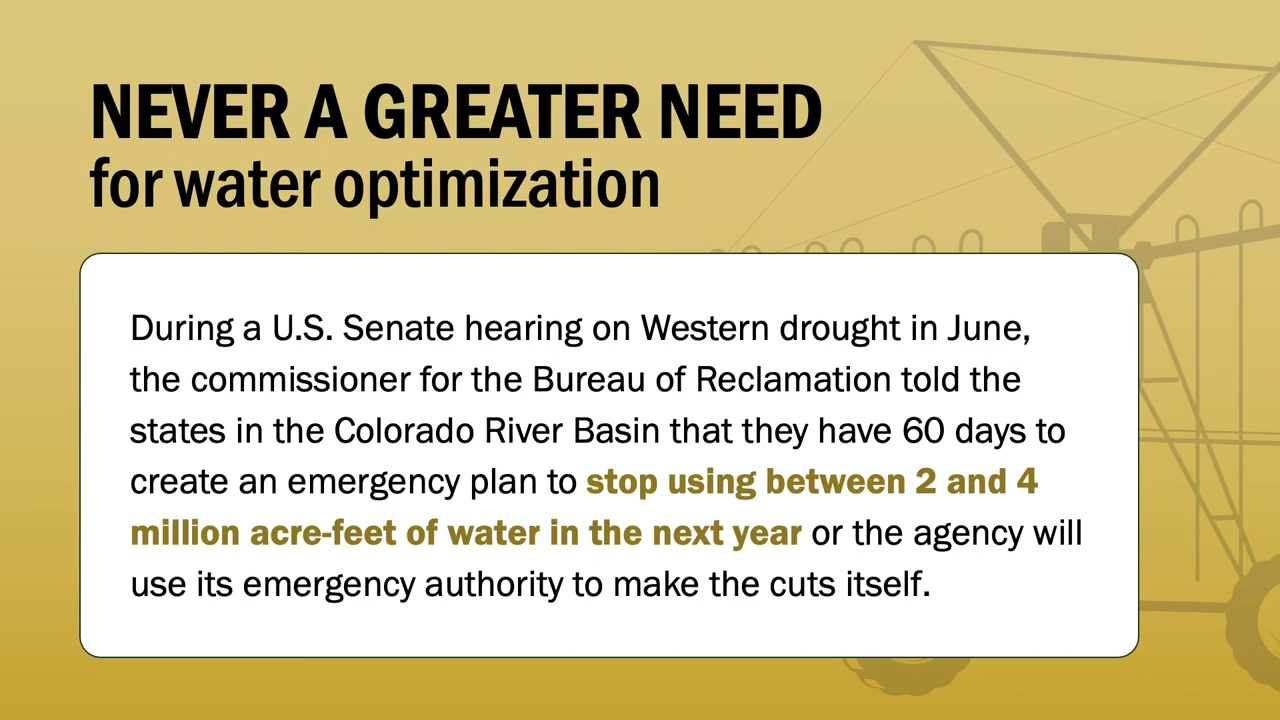 NEVER A GREATER NEED
for water optimization
During a U.S. Senate hearing on Western drought in June,
the commissioner for the Bureau of Reclamation told the
states in the Colorado River Basin that they have 60 days to
create an emergency plan to stop using between 2 and 4
million acre-feet of water in the next year or the agency will
use its emergency authority to make the cuts itself.